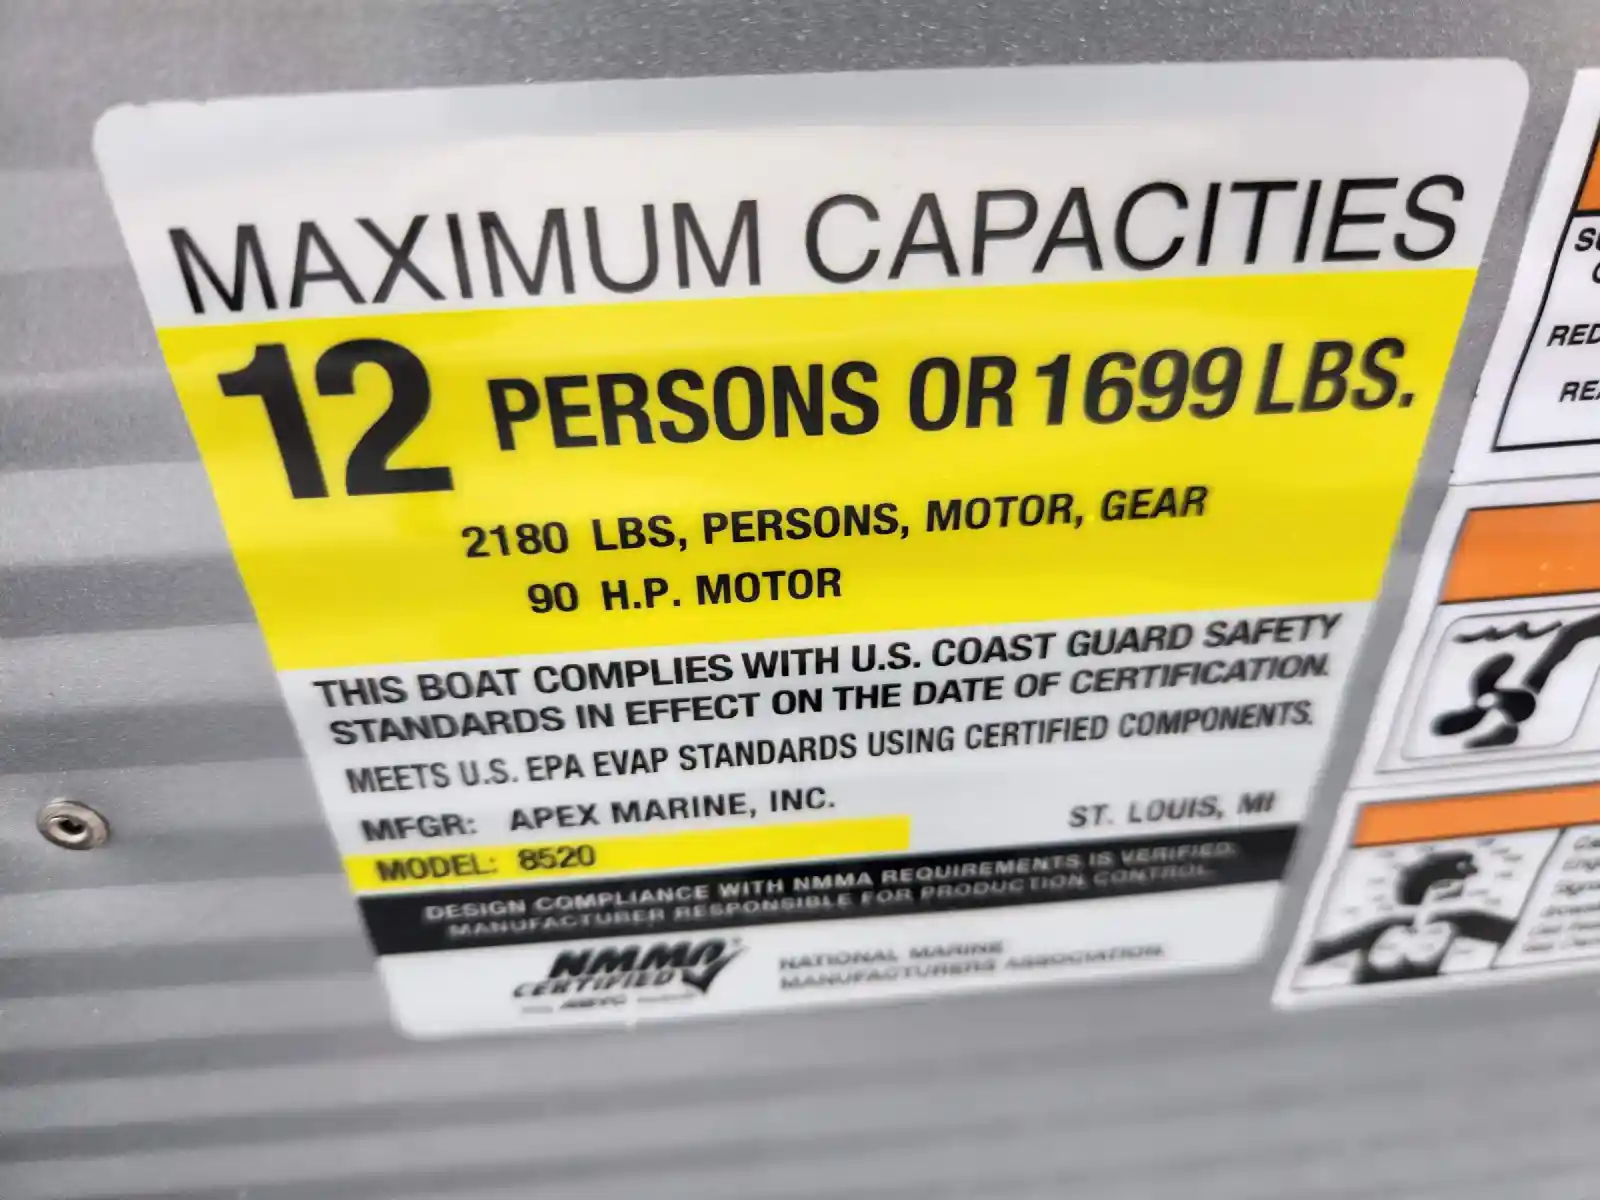 MAXIMUM CAPACITIES
12 PERSONS OR 1699 LBS.
2180 LBS, PERSONS, MOTOR, GEAR
90 H.P. MOTOR
THIS BOAT COMPLIES WITH U.S. COAST GUARD SAFETY
STANDARDS IN EFFECT ON THE DATE OF CERTIFICATION.
MEETS U.S. EPA EVAP STANDARDS USING CERTIFIED COMPONENTS.
MFGR: APEX MARINE, INC.
ST. LOUIS, MI
MODEL: 8520
DESIGN COMPLIANCE WITH NMMA REQUIREMENTS IS VERIFIED.
MANUFACTURER RESPONSIBLE FOR PRODUCTION CONTROL.
NMMA
CERTIFIED
NATIONAL MARINE
MANUFACTURERS ASSOCIATION
RED